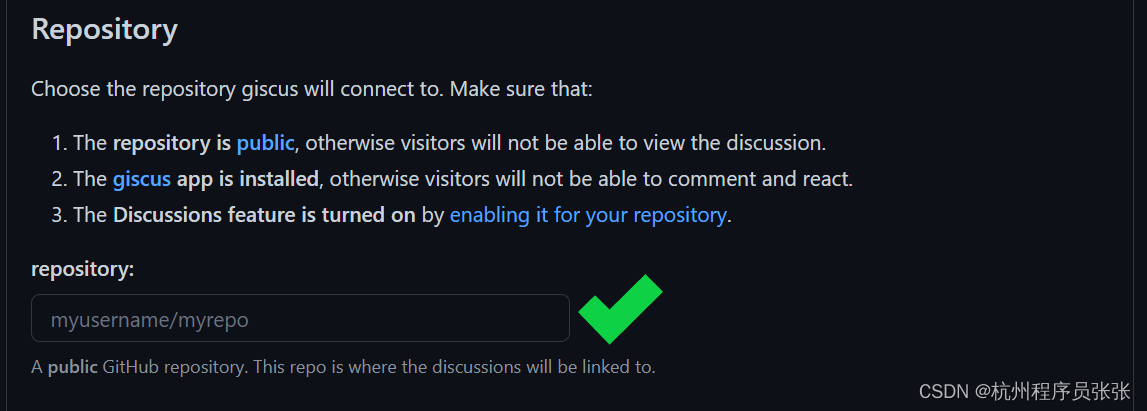 Repository
Choose the repository giscus will connect to. Make sure that:
1. The repository is public, otherwise visitors will not be able to view the discussion.
2. The giscus app is installed, otherwise visitors will not be able to comment and react.
3. The Discussions feature is turned on by enabling it for your repository.
repository:
myusername/myrepo
A public GitHub repository. This repo is where the discussions will be linked to.
CSDN @杭州程序员张张